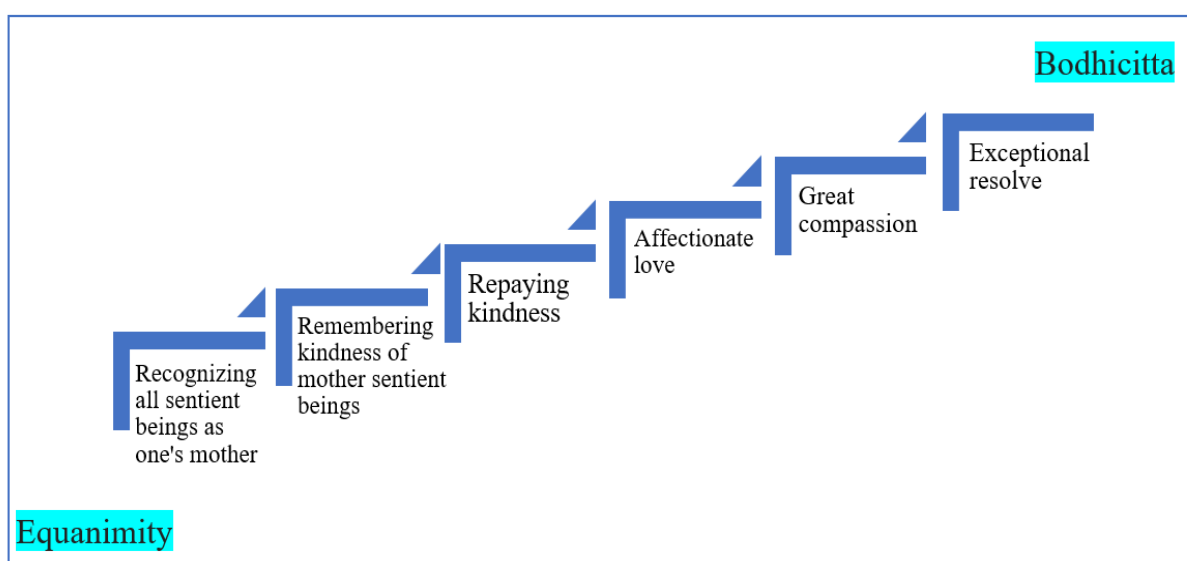 Bodhicitta
Exceptional
resolve
Great
compassion
Affectionate
love
Repaying
kindness
Remembering
kindness of
mother sentient
beings
Recognizing
all sentient
beings as
one's mother
Equanimity